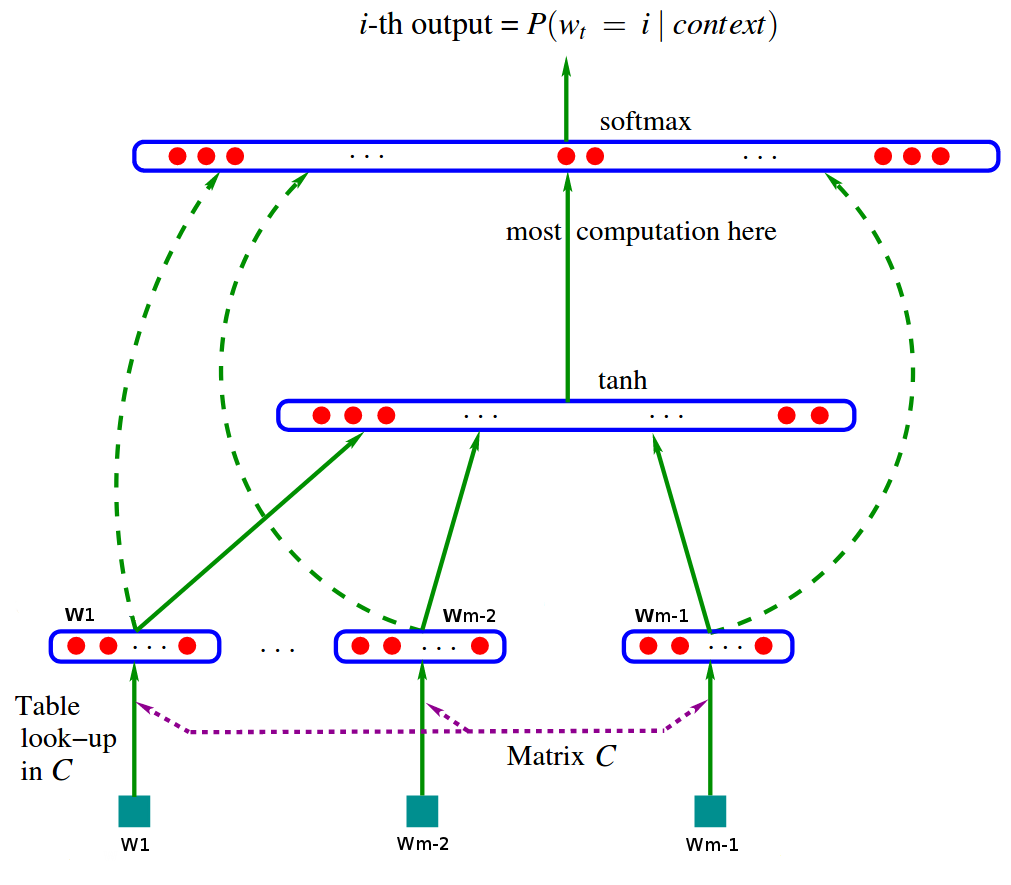 i-th output = P(w_t = i | context)
softmax
. . .
. . .
most computation here
tanh
. . .
. . .
W1
Wm-2
Wm-1
. . .
. . .
. . .
. . .
Table
look–up
in C
Matrix C
W1
Wm-2
Wm-1